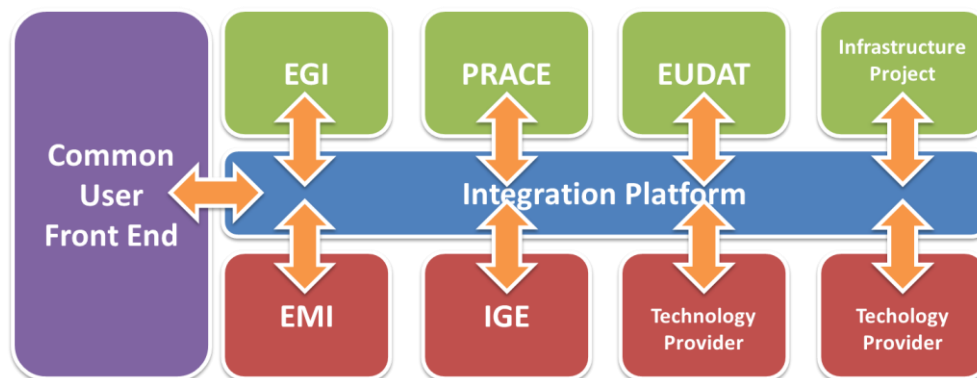 EGI
PRACE
EUDAT
Infrastructure
Project
Common
User
Front End
Integration Platform
EMI
IGE
Technology
Provider
Techology
Provider